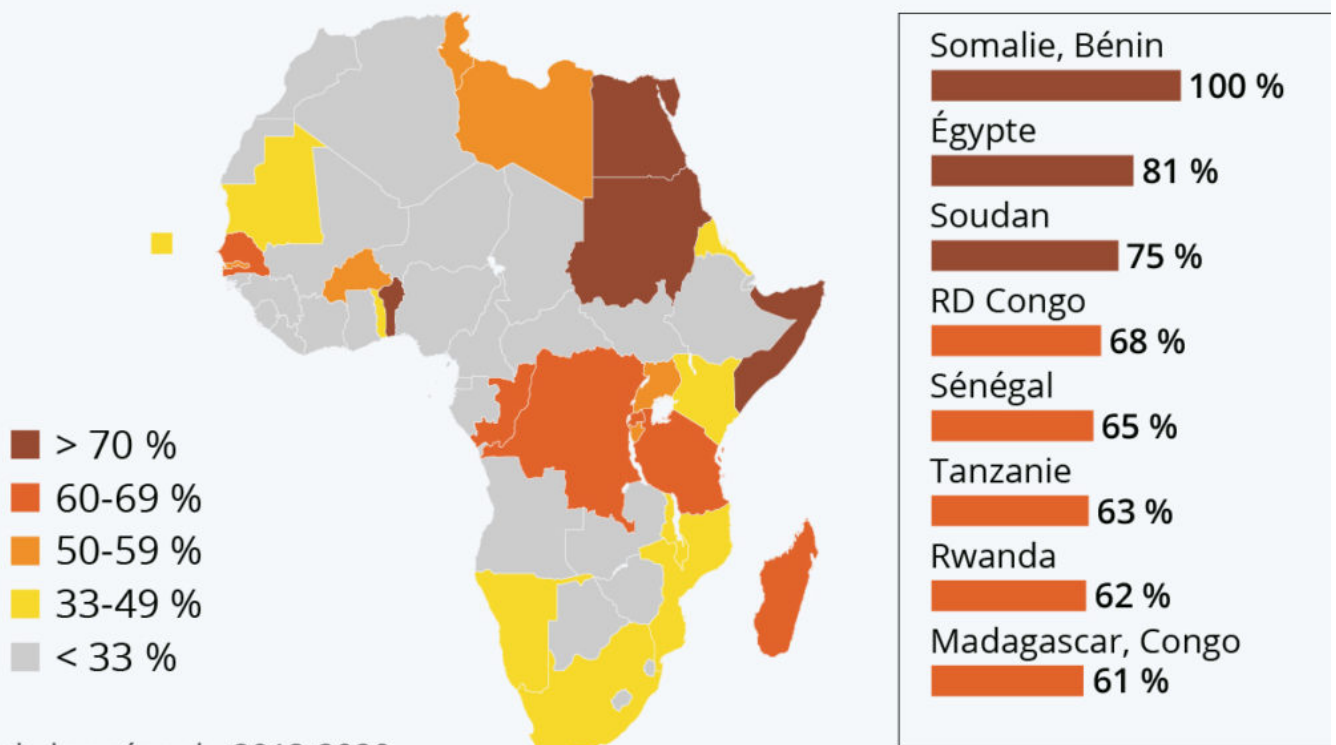 > 70 %
60-69 %
50-59 %
33-49 %
< 33 %
Somalie, Bénin
100 %
Égypte
81 %
Soudan
75 %
RD Congo
68 %
Sénégal
65 %
Tanzanie
63 %
Rwanda
62 %
Madagascar, Congo
61 %